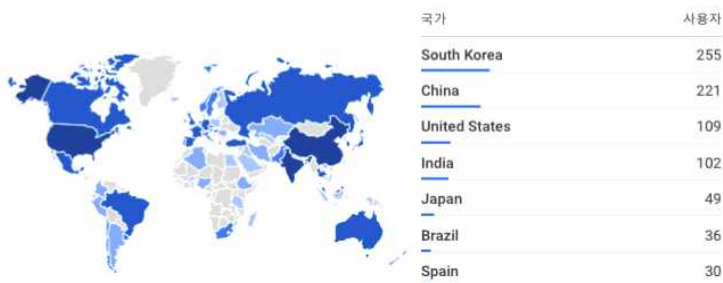 국가 사용자
South Korea 255
China 221
United States 109
India 102
Japan 49
Brazil 36
Spain 30